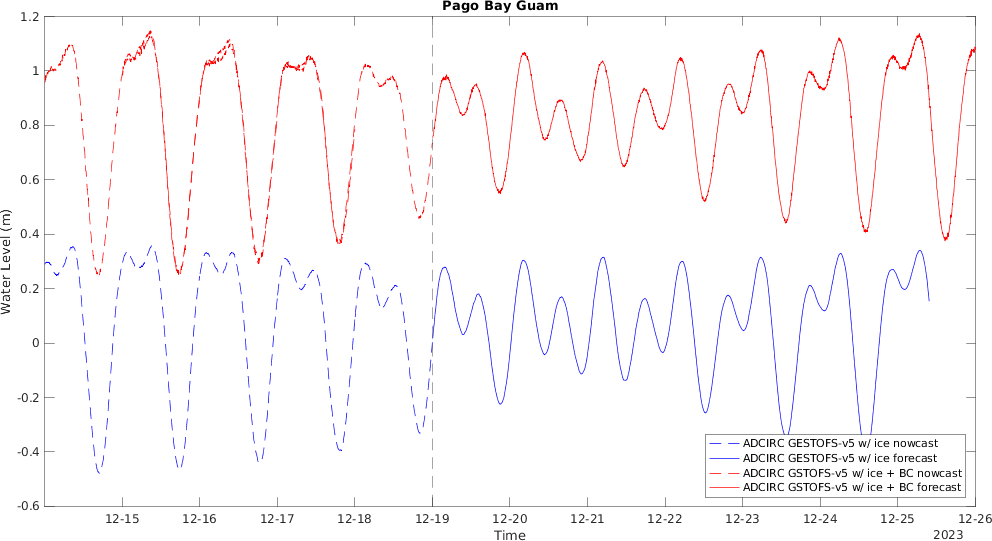 Pago Bay Guam
1.2
1
0.8
0.6
0.4
0.2
0
-0.2
-0.4
-0.6
Water Level (m)
12-15 12-16 12-17 12-18 12-19 12-20 12-21 12-22 12-23 12-24 12-25 12-26
Time
2023
ADCIRC GESTOFS-v5 w/ ice nowcast
ADCIRC GESTOFS-v5 w/ ice forecast
ADCIRC GSTOFS-v5 w/ ice + BC nowcast
ADCIRC GSTOFS-v5 w/ ice + BC forecast